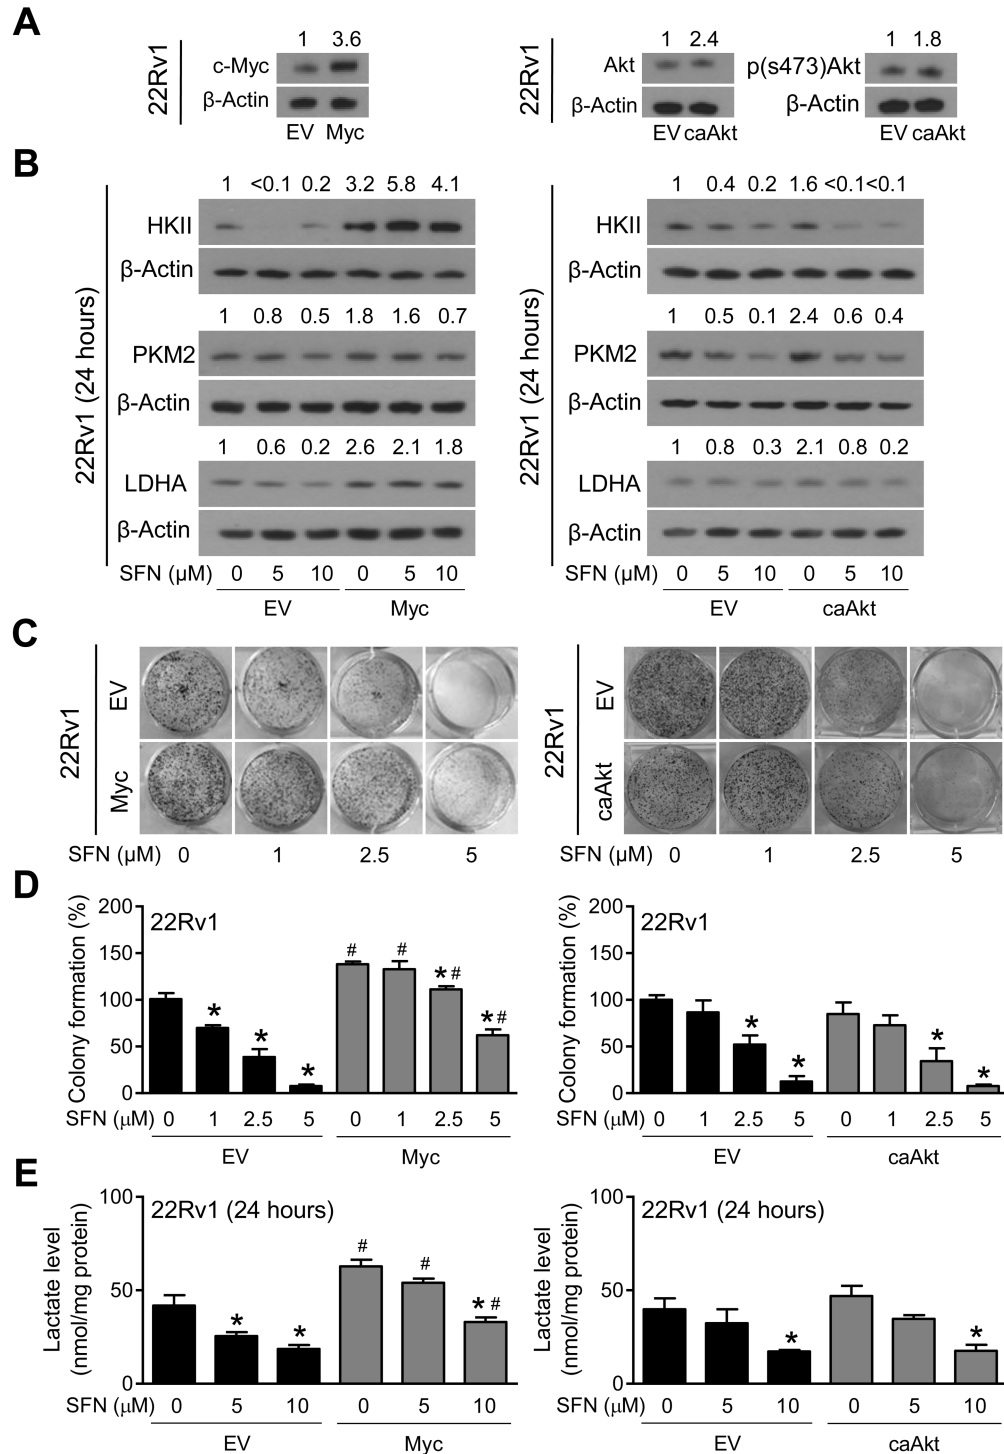 A
22Rv1
1 3.6
c-Myc
β-Actin
EV Myc
22Rv1
1 2.4
Akt
β-Actin
EV caAkt
1 1.8
p(s473)Akt
β-Actin
EV caAkt
B
22Rv1 (24 hours)
1 <0.1 0.2 3.2 5.8 4.1
HKII
β-Actin
1 0.8 0.5 1.8 1.6 0.7
PKM2
β-Actin
1 0.6 0.2 2.6 2.1 1.8
LDHA
β-Actin
SFN (μM) 0 5 10 0 5 10
EV Myc
22Rv1 (24 hours)
1 0.4 0.2 1.6 <0.1 <0.1
HKII
β-Actin
1 0.5 0.1 2.4 0.6 0.4
PKM2
β-Actin
1 0.8 0.3 2.1 0.8 0.2
LDHA
β-Actin
SFN (μM) 0 5 10 0 5 10
EV caAkt
C
22Rv1
EV
Myc
SFN (μM) 0 1 2.5 5
22Rv1
EV
caAkt
SFN (μM) 0 1 2.5 5
D
Colony formation (%)
200
150
100
50
0
22Rv1
* * * # # *# *#
SFN (μM) 0 1 2.5 5 0 1 2.5 5
EV Myc
Colony formation (%)
200
150
100
50
0
22Rv1
* * * *
SFN (μM) 0 1 2.5 5 0 1 2.5 5
EV caAkt
E
Lactate level
(nmol/mg protein)
100
50
0
22Rv1 (24 hours)
* * # # *#
SFN (μM) 0 5 10 0 5 10
EV Myc
Lactate level
(nmol/mg protein)
100
50
0
22Rv1 (24 hours)
* *
SFN (μM) 0 5 10 0 5 10
EV caAkt